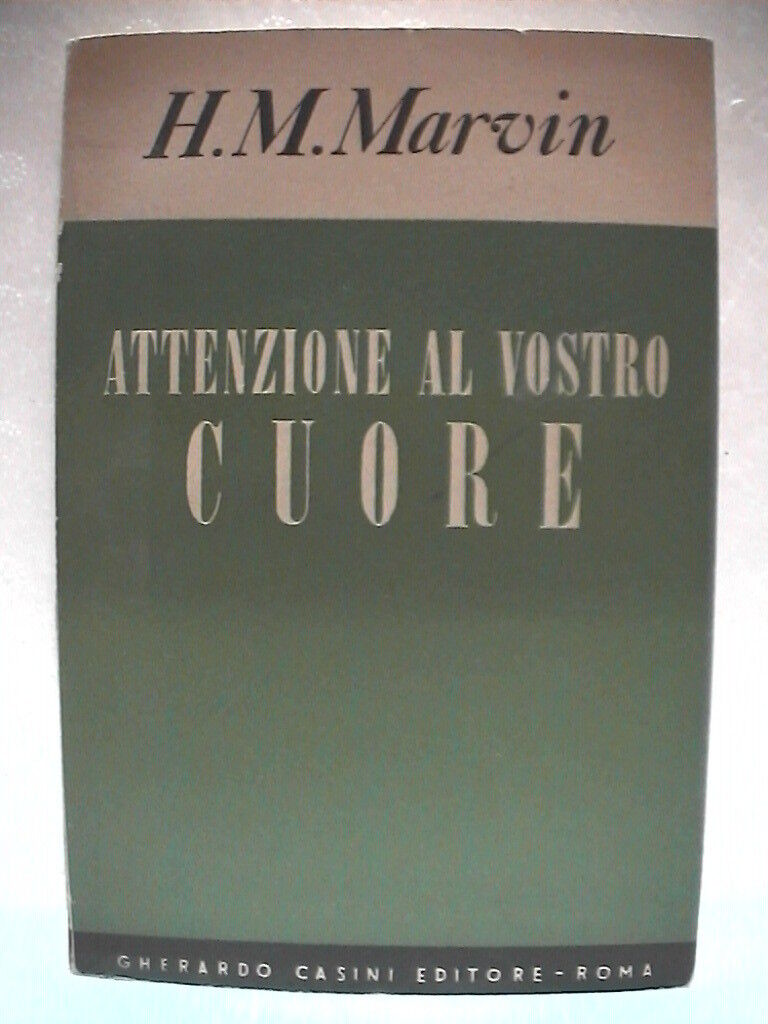 H.M.Marvin
ATTENZIONE AL VOSTRO
CUORE
GHERARDO CASINI EDITORE - ROMA